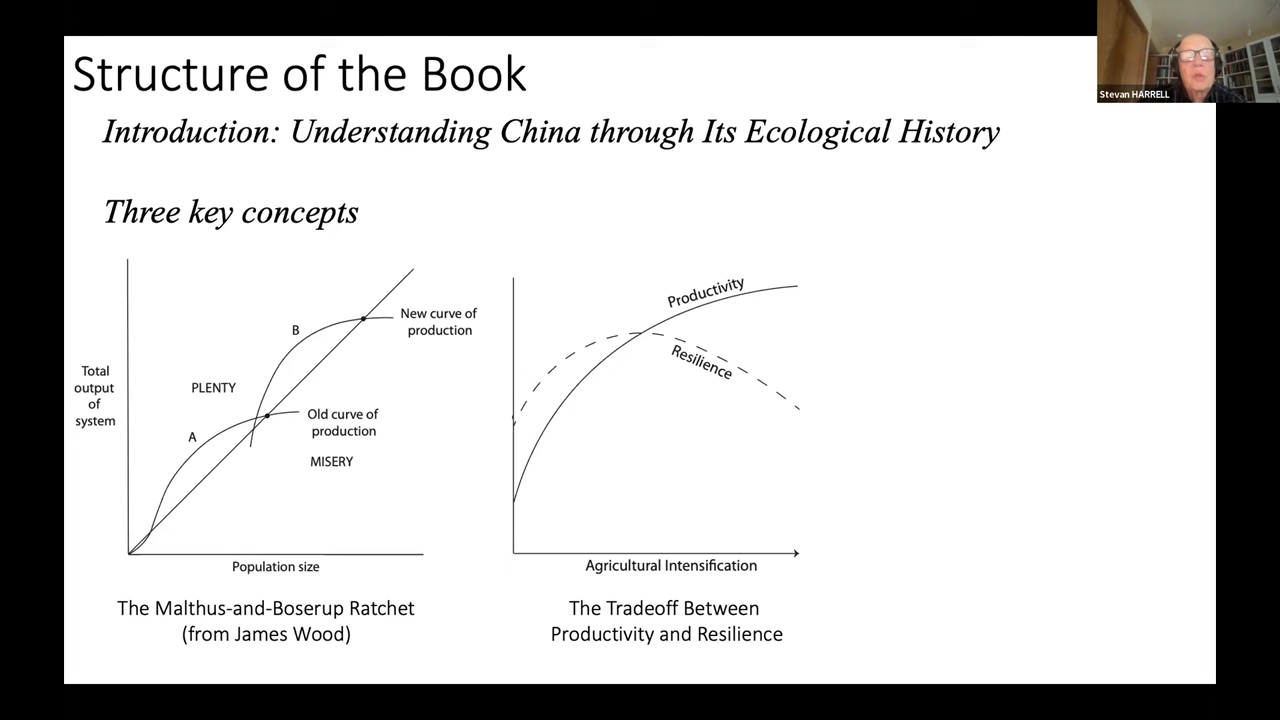 Structure of the Book
Stevan HARRELL
Introduction: Understanding China through Its Ecological History
Three key concepts
Total
output
of
system
PLENTY
MISERY
A
B
New curve of
production
Old curve of
production
Population size
The Malthus-and-Boserup Ratchet
(from James Wood)
Productivity
Resilience
Agricultural Intensification
The Tradeoff Between
Productivity and Resilience